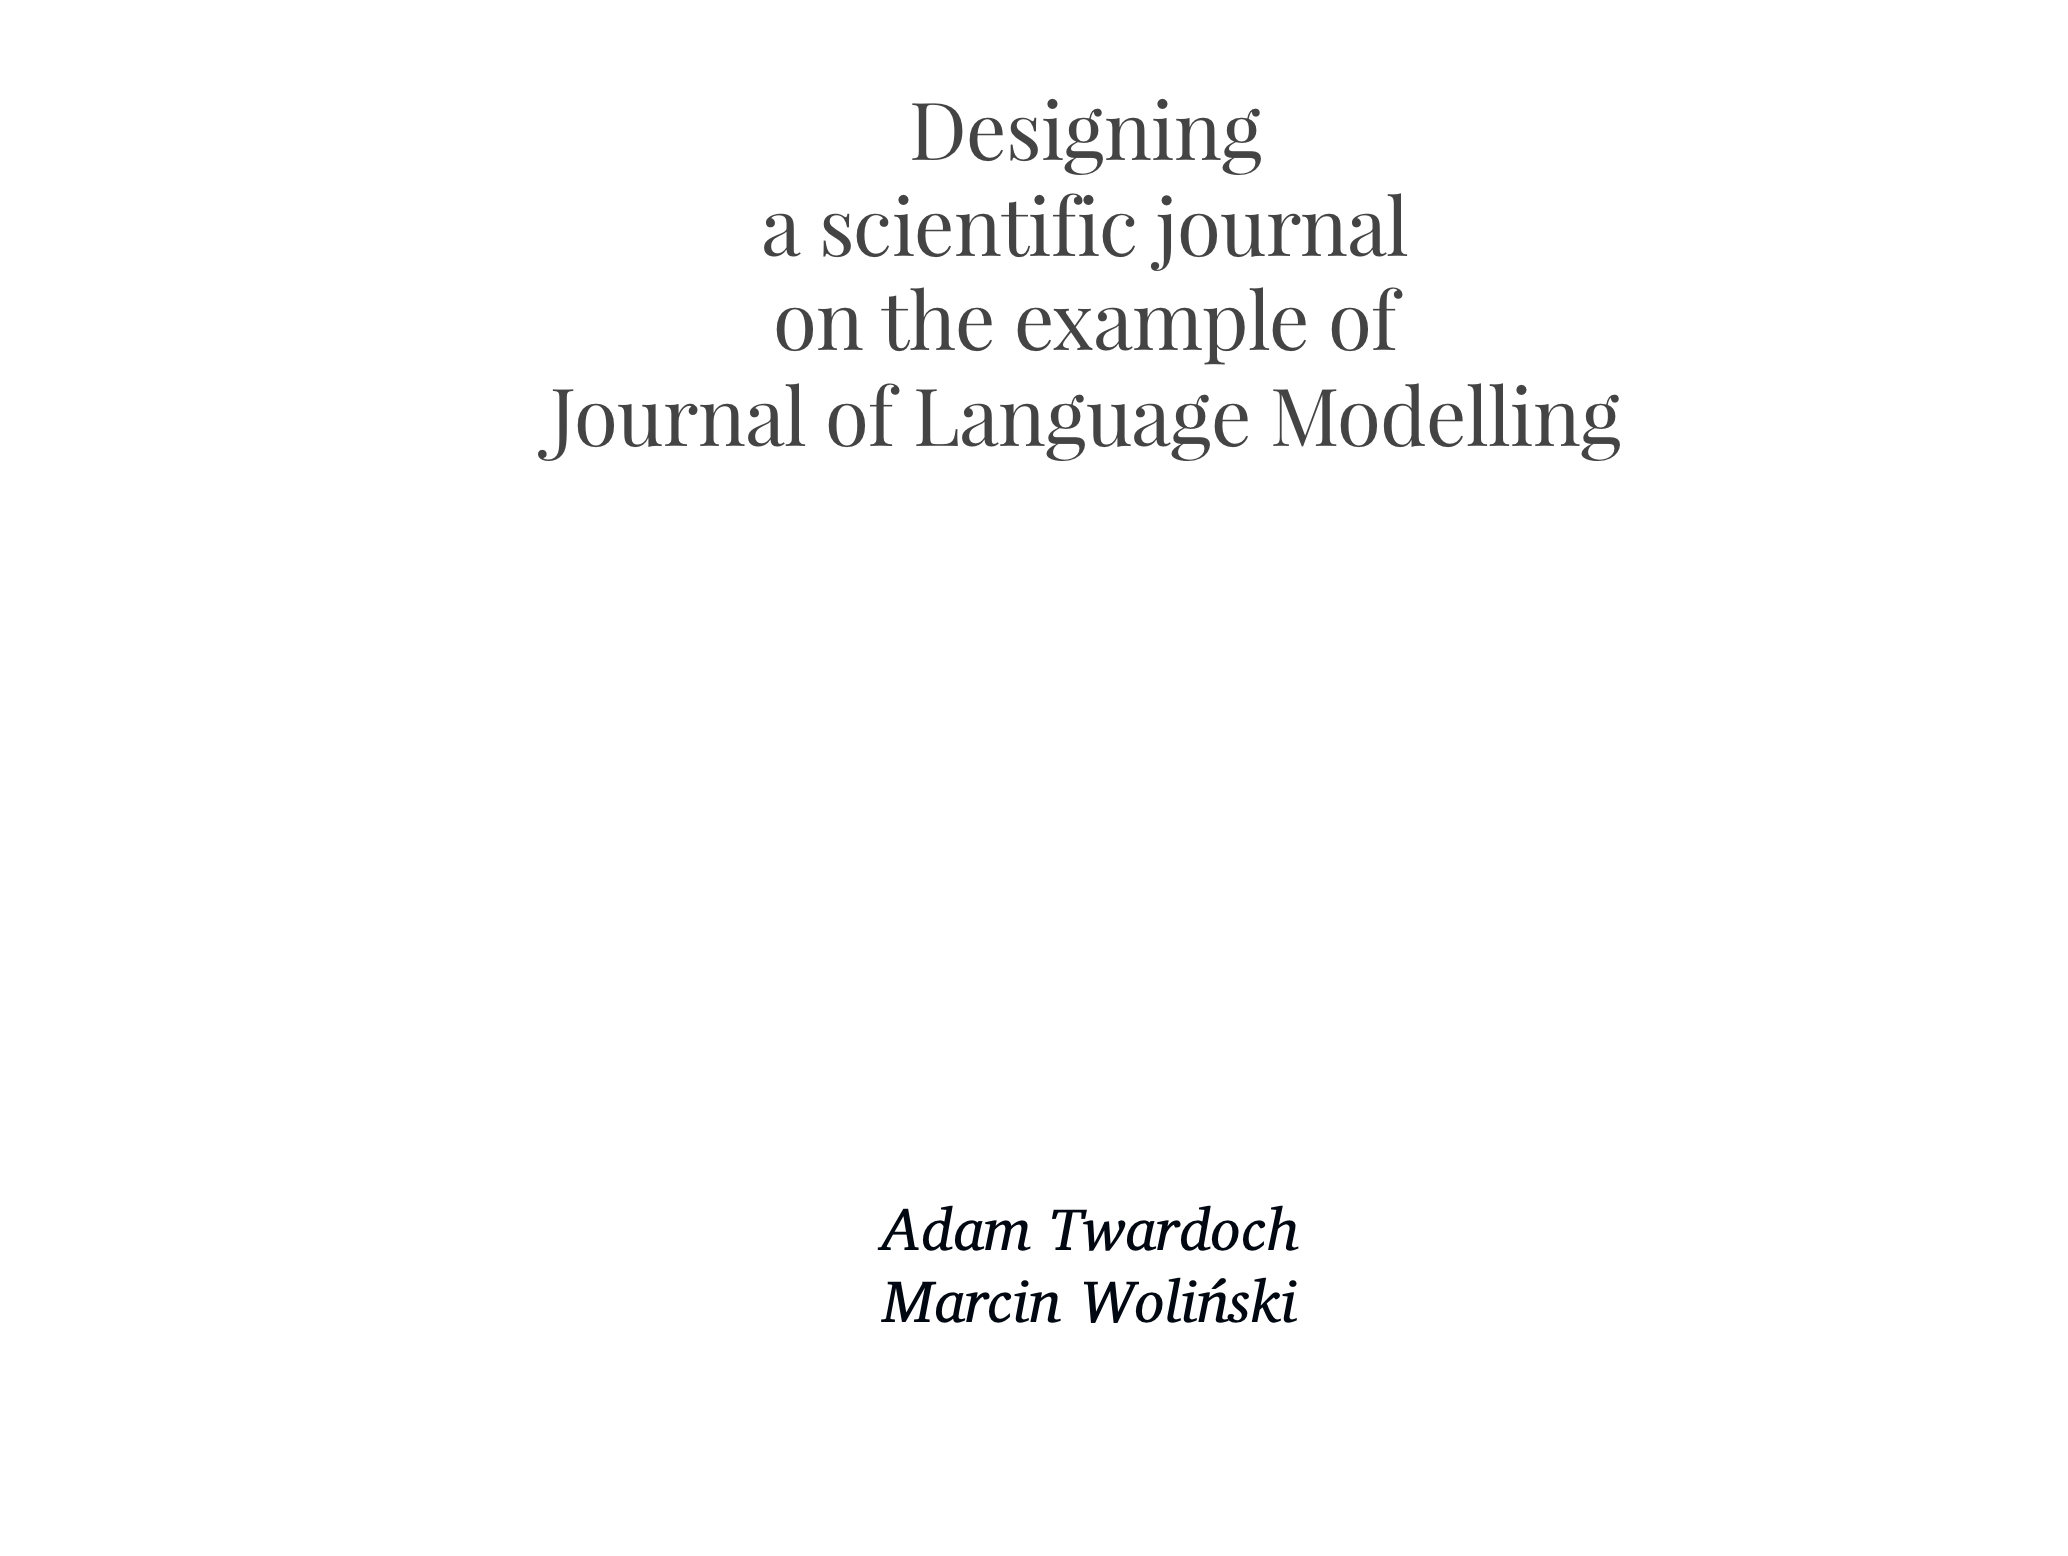 Designing
a scientific journal
on the example of
Journal of Language Modelling
Adam Twardoch
Marcin Woliński